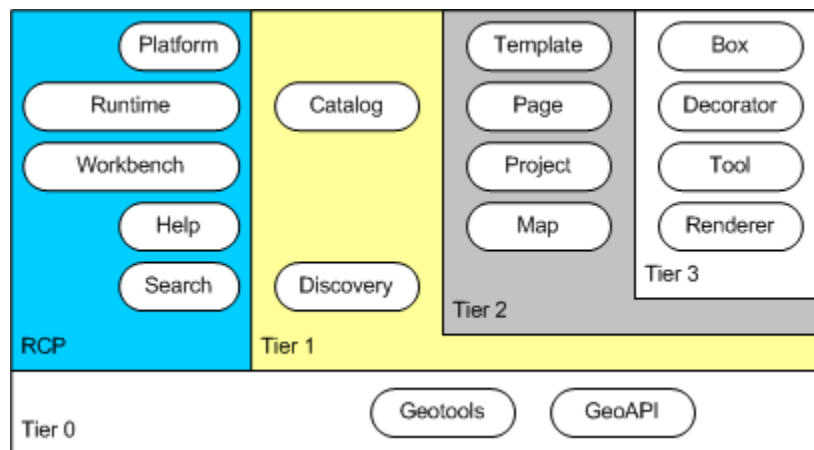 Platform
Runtime
Workbench
Help
Search
RCP
Catalog
Discovery
Tier 1
Template
Page
Project
Map
Tier 2
Box
Decorator
Tool
Renderer
Tier 3
Geotools
GeoAPI
Tier 0